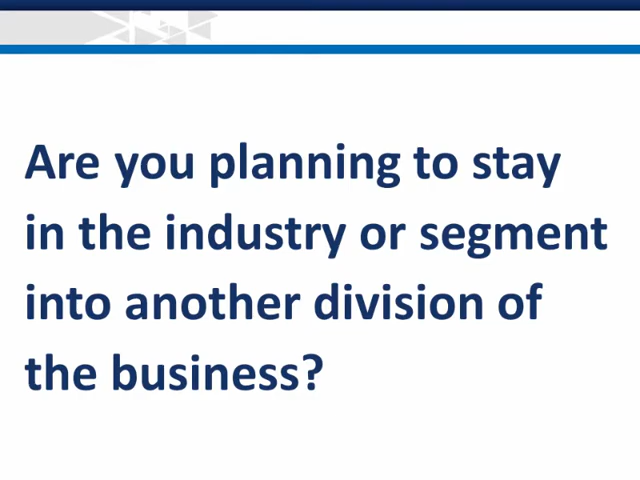 Are you planning to stay
in the industry or segment
into another division of
the business?